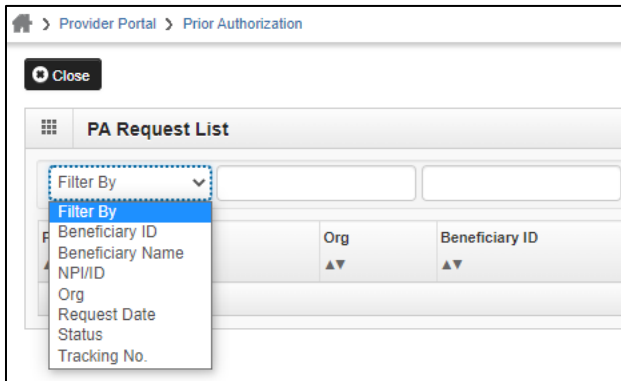 Provider Portal > Prior Authorization
Close
PA Request List
Filter By
Filter By
Beneficiary ID
Beneficiary Name
NPI/ID
Org
Request Date
Status
Tracking No.
Org Beneficiary ID
▲▼ ▲▼